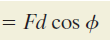 = Fd cos ϕ